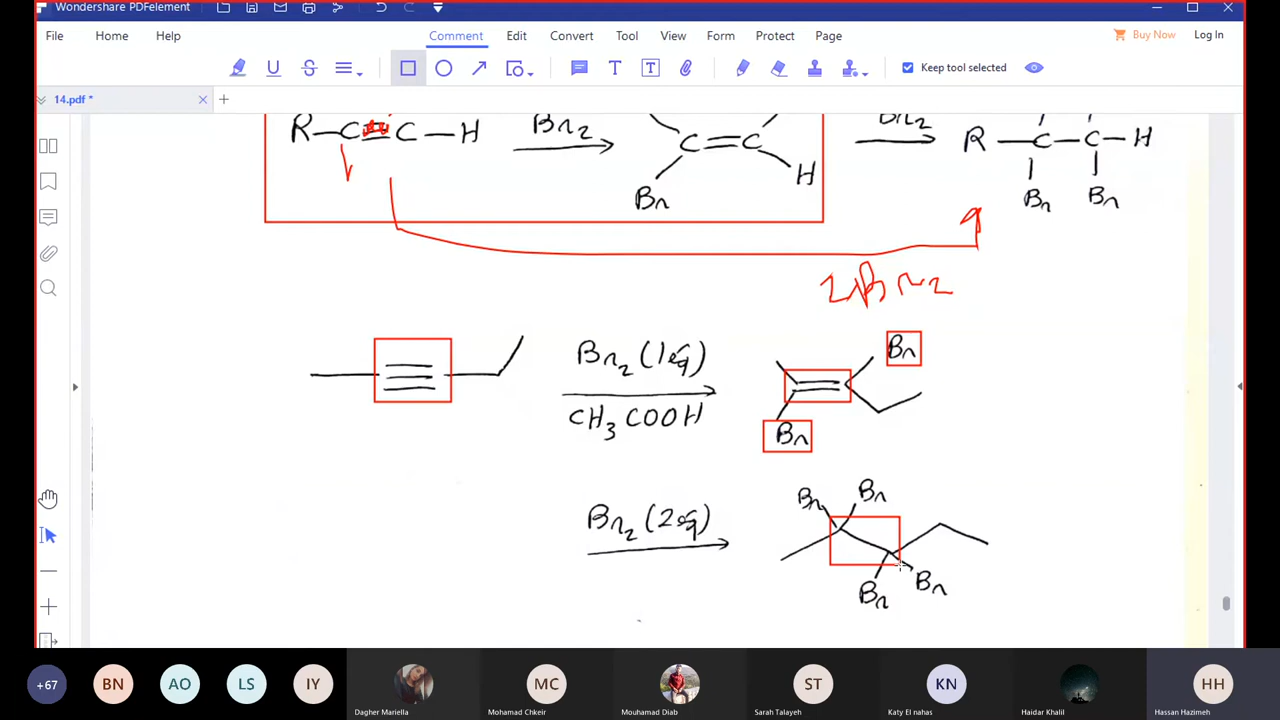 Wondershare PDFelement
File Home Help Comment Edit Convert Tool View Form Protect Page Buy Now Log In
Keep tool selected
14.pdf *
R—C≡C—H Br2 C=C H Br Br2 R—C—C—H Br Br
2Br2
Br2 (1eq)
CH3COOH
Br
Br
Br2 (2eq)
Br Br
Br Br
+67 BN AO LS IY MC ST KN HH
Dagher Mariella Mohamad Chkeir Mouhamad Diab Sarah Talayeh Katy El nahas Haidar Khalil Hassan Hazimeh